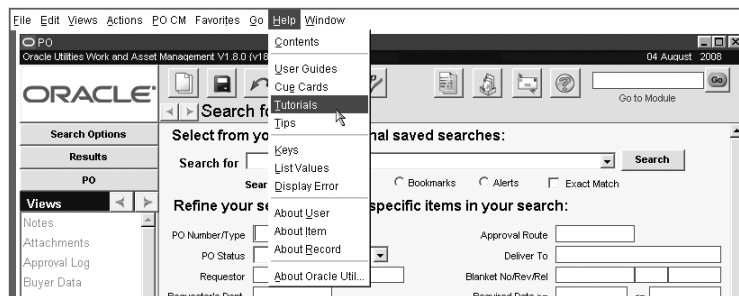 File Edit Views Actions PO CM Favorites Go Help Window
PO
Oracle Utilities Work and Asset Management V1.8.0 (v18
04 August 2008
ORACLE
Go
Go to Module
Search fo
Contents
User Guides
Cue Cards
Tutorials
Tips
Keys
List Values
Display Error
About User
About Item
About Record
About Oracle Util...
Search Options
Results
PO
Views
Notes
Attachments
Approval Log
Buyer Data
Select from yo nal saved searches:
Search for Search
Sear Bookmarks Alerts Exact Match
Refine your se specific items in your search:
PO Number/Type Approval Route
PO Status Deliver To
Requestor Blanket No/Rev/Rel
Requestor's Dept Required Date >=